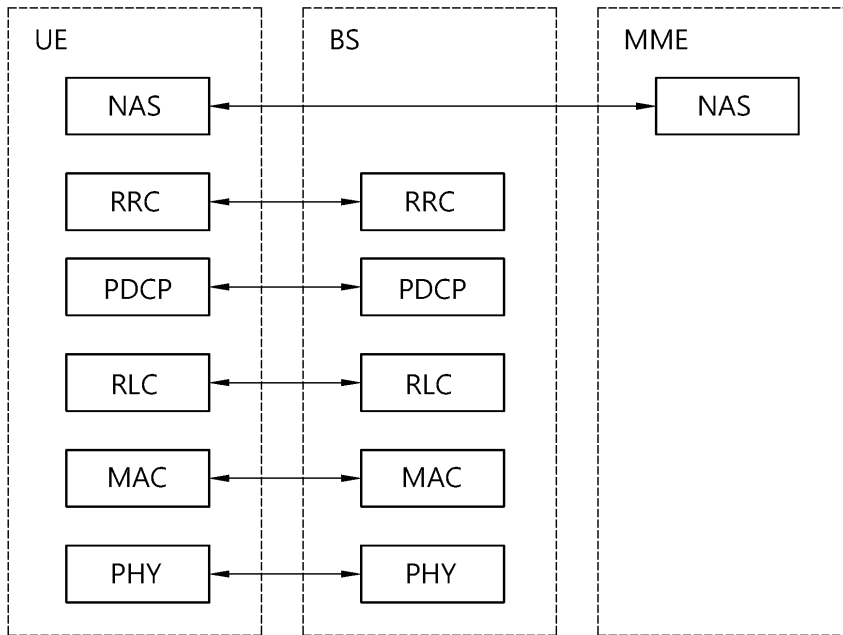 UE BS MME
NAS NAS
RRC RRC
PDCP PDCP
RLC RLC
MAC MAC
PHY PHY